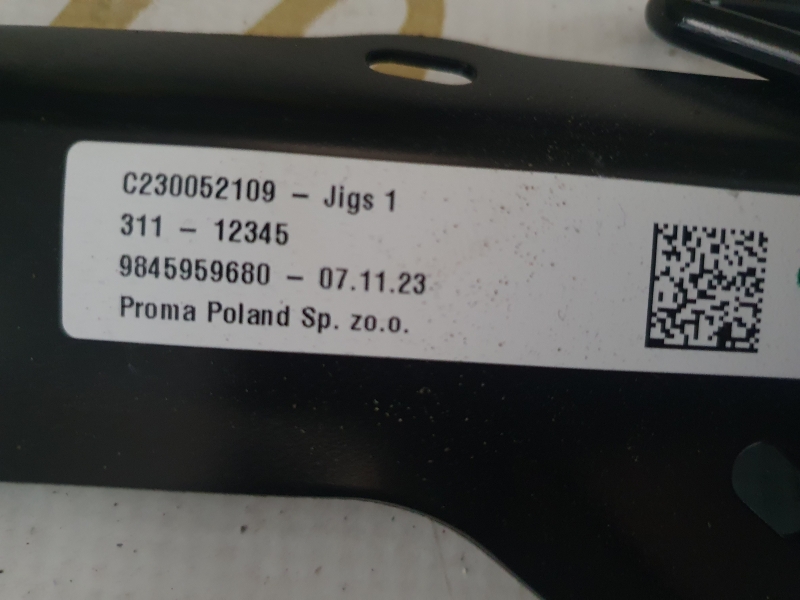 C230052109 – Jigs 1
311 – 12345
9845959680 – 07.11.23
Proma Poland Sp. zo.o.